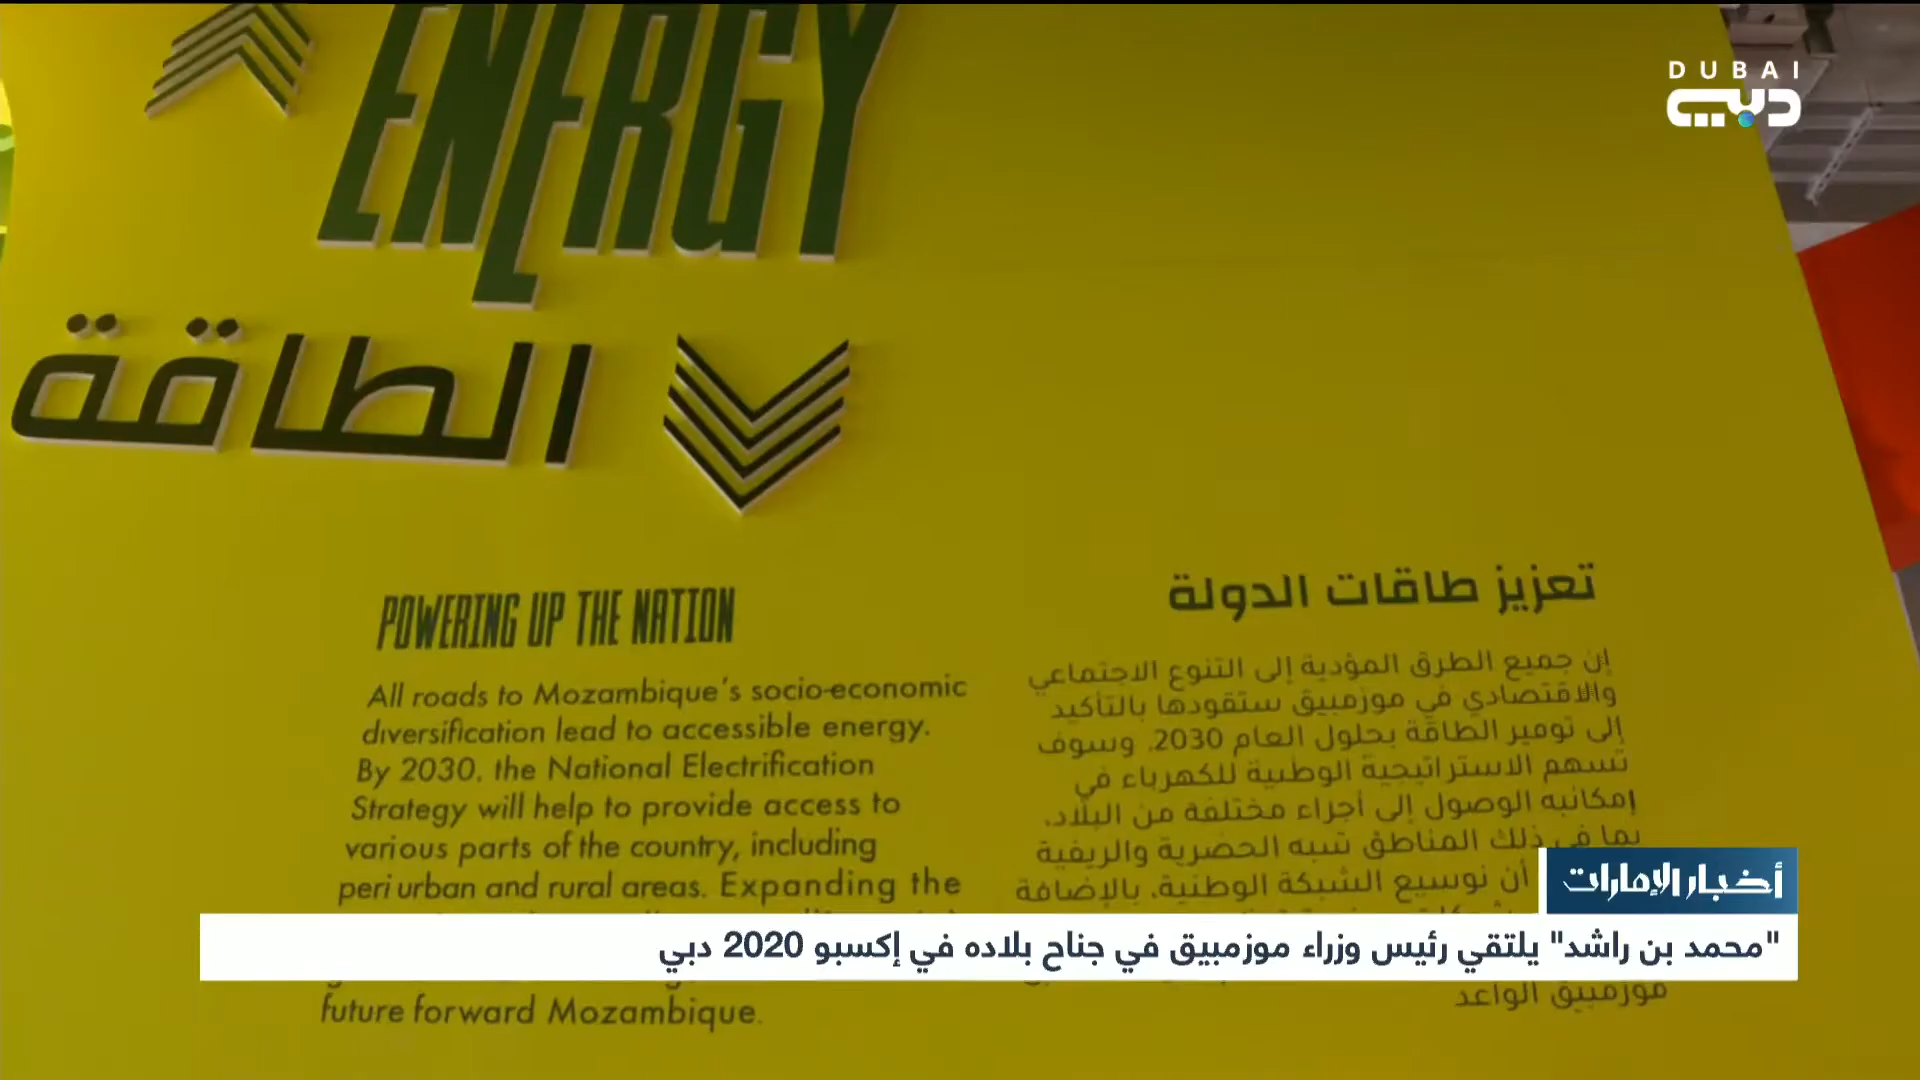 ENERGY
DUBAI
دبي
الطاقة
POWERING UP THE NATION
All roads to Mozambique's socio-economic
diversification lead to accessible energy.
By 2030, the National Electrification
Strategy will help to provide access to
various parts of the country, including
peri urban and rural areas. Expanding the
future forward Mozambique.
تعزيز طاقات الدولة
إن جميع الطرق المؤدية إلى التنوع الاجتماعي
والاقتصادي في موزمبيق ستقودها بالتأكيد
إلى توفير الطاقة بحلول العام 2030. وسوف
تسهم الاستراتيجية الوطنية للكهرباء في
إمكانية الوصول إلى أجزاء مختلفة من البلاد،
بما في ذلك المناطق شبه الحضرية والريفية
أن توسيع الشبكة الوطنية، بالإضافة
موزمبيق الواعد
أخبار الإمارات
"محمد بن راشد" يلتقي رئيس وزراء موزمبيق في جناح بلاده في إكسبو 2020 دبي